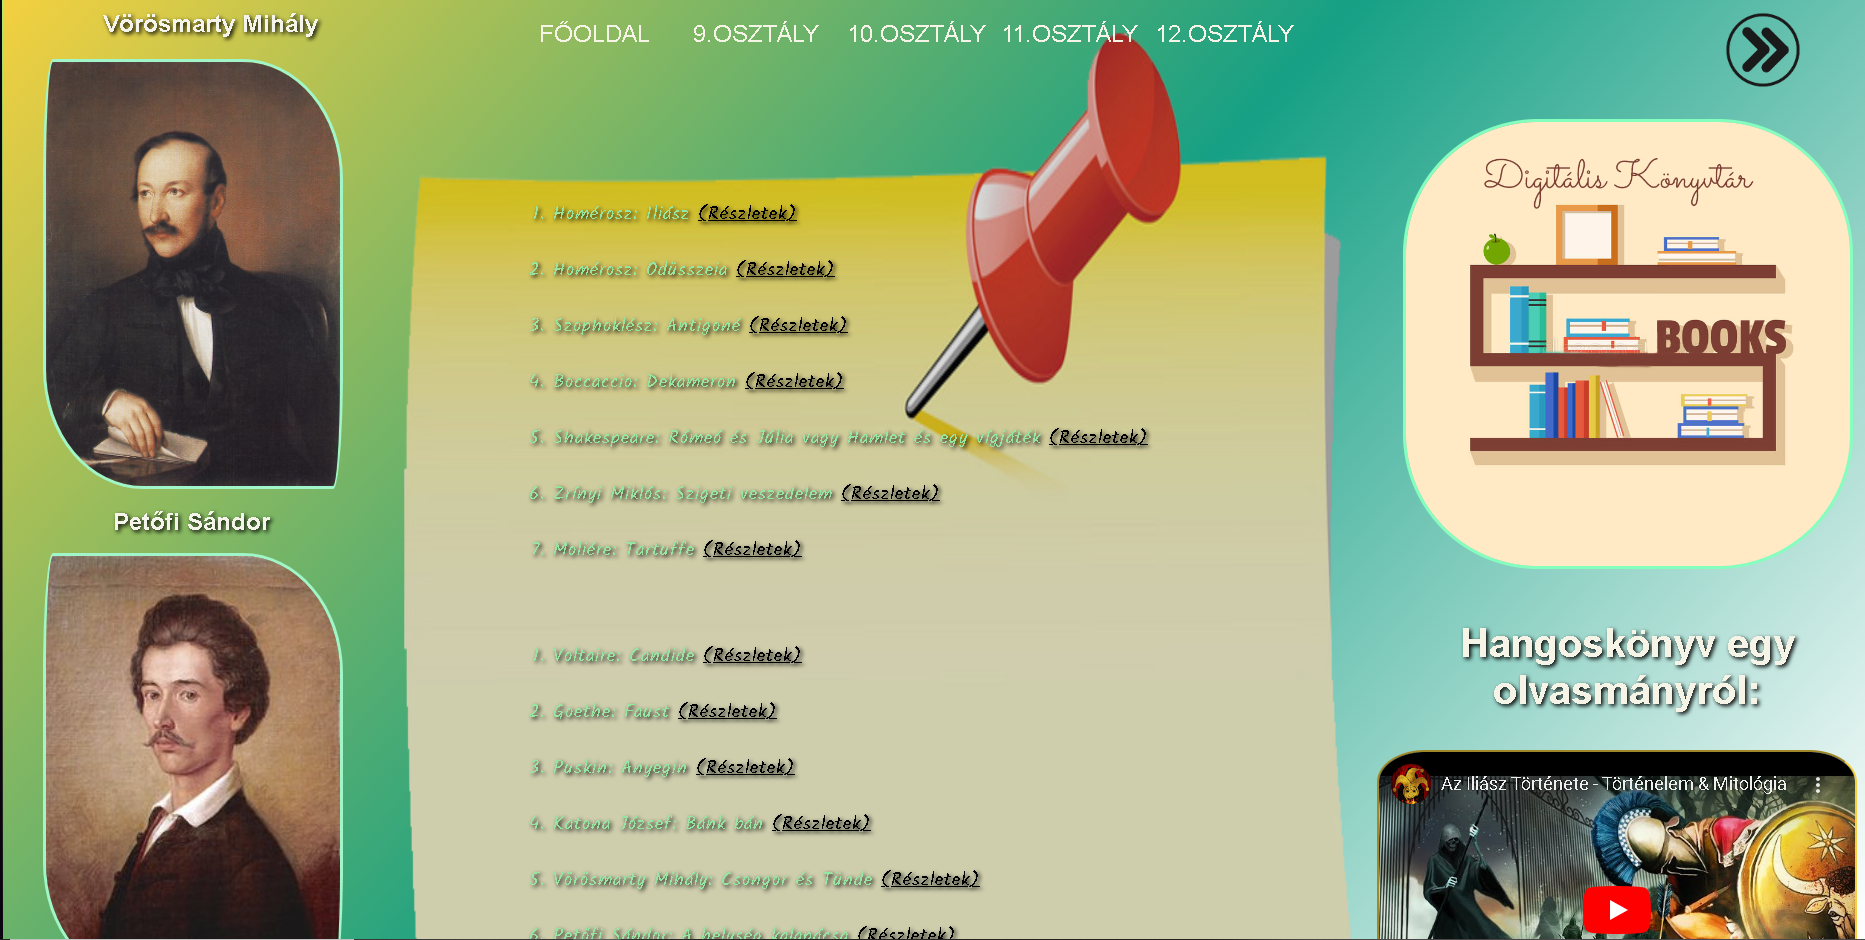 Vörösmarty Mihály
FŐOLDAL 9.OSZTÁLY 10.OSZTÁLY 11.OSZTÁLY 12.OSZTÁLY
1. Homérosz: Iliász (Részletek)
2. Homérosz: Odüsszeia (Részletek)
3. Szophoklész: Antigoné (Részletek)
4. Boccaccio: Dekameron (Részletek)
5. Shakespeare: Rómeó és Júlia vagy Hamlet és egy vígjáték (Részletek)
6. Zrínyi Miklós: Szigeti veszedelem (Részletek)
7. Moliére: Tartuffe (Részletek)
1. Voltaire: Candide (Részletek)
2. Goethe: Faust (Részletek)
3. Puskin: Anyegin (Részletek)
4. Katona József: Bánk bán (Részletek)
5. Vörösmarty Mihály: Csongor és Tünde (Részletek)
6. Petőfi Sándor: A helység kalapácsa (Részletek)
Petőfi Sándor
Digitális Könyvtár
BOOKS
Hangoskönyv egy
olvasmányról:
Az Iliász Története - Történelem & Mitológia